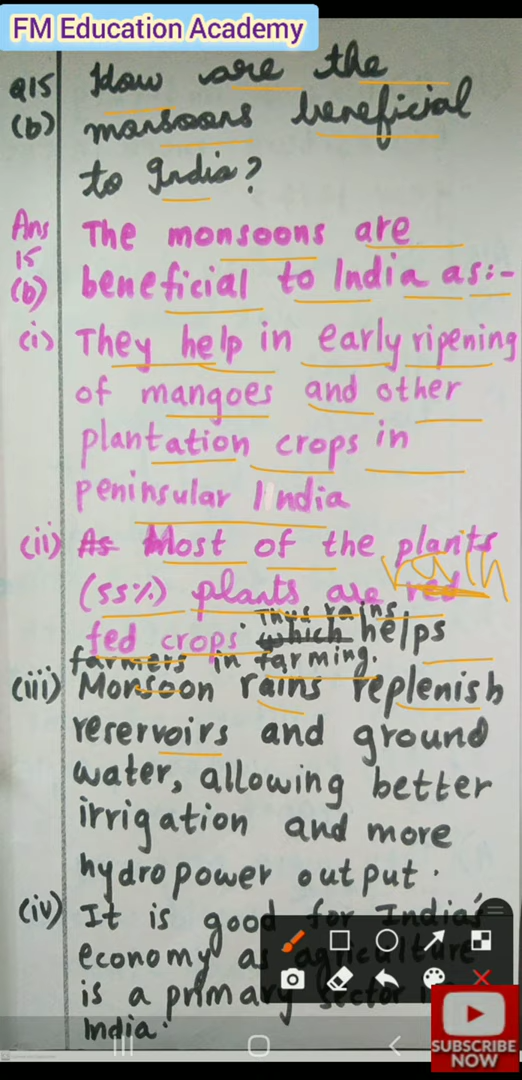 FM Education Academy
Q15 How are the
(b) monsoons beneficial
to India?
Ans The monsoons are
15
(b) beneficial to India as:-
(i) They help in early ripening
of mangoes and other
plantation crops in
peninsular India
(ii) As Most of the plants
(55%) plants are red rain
fed crops. which Thus rains helps
farmers in farming.
(iii) Monsoon rains replenish
reservoirs and ground
water, allowing better
irrigation and more
hydropower output.
(iv) It is good for India's
economy as agriculture
is a primary sector
India.
SUBSCRIBE
NOW